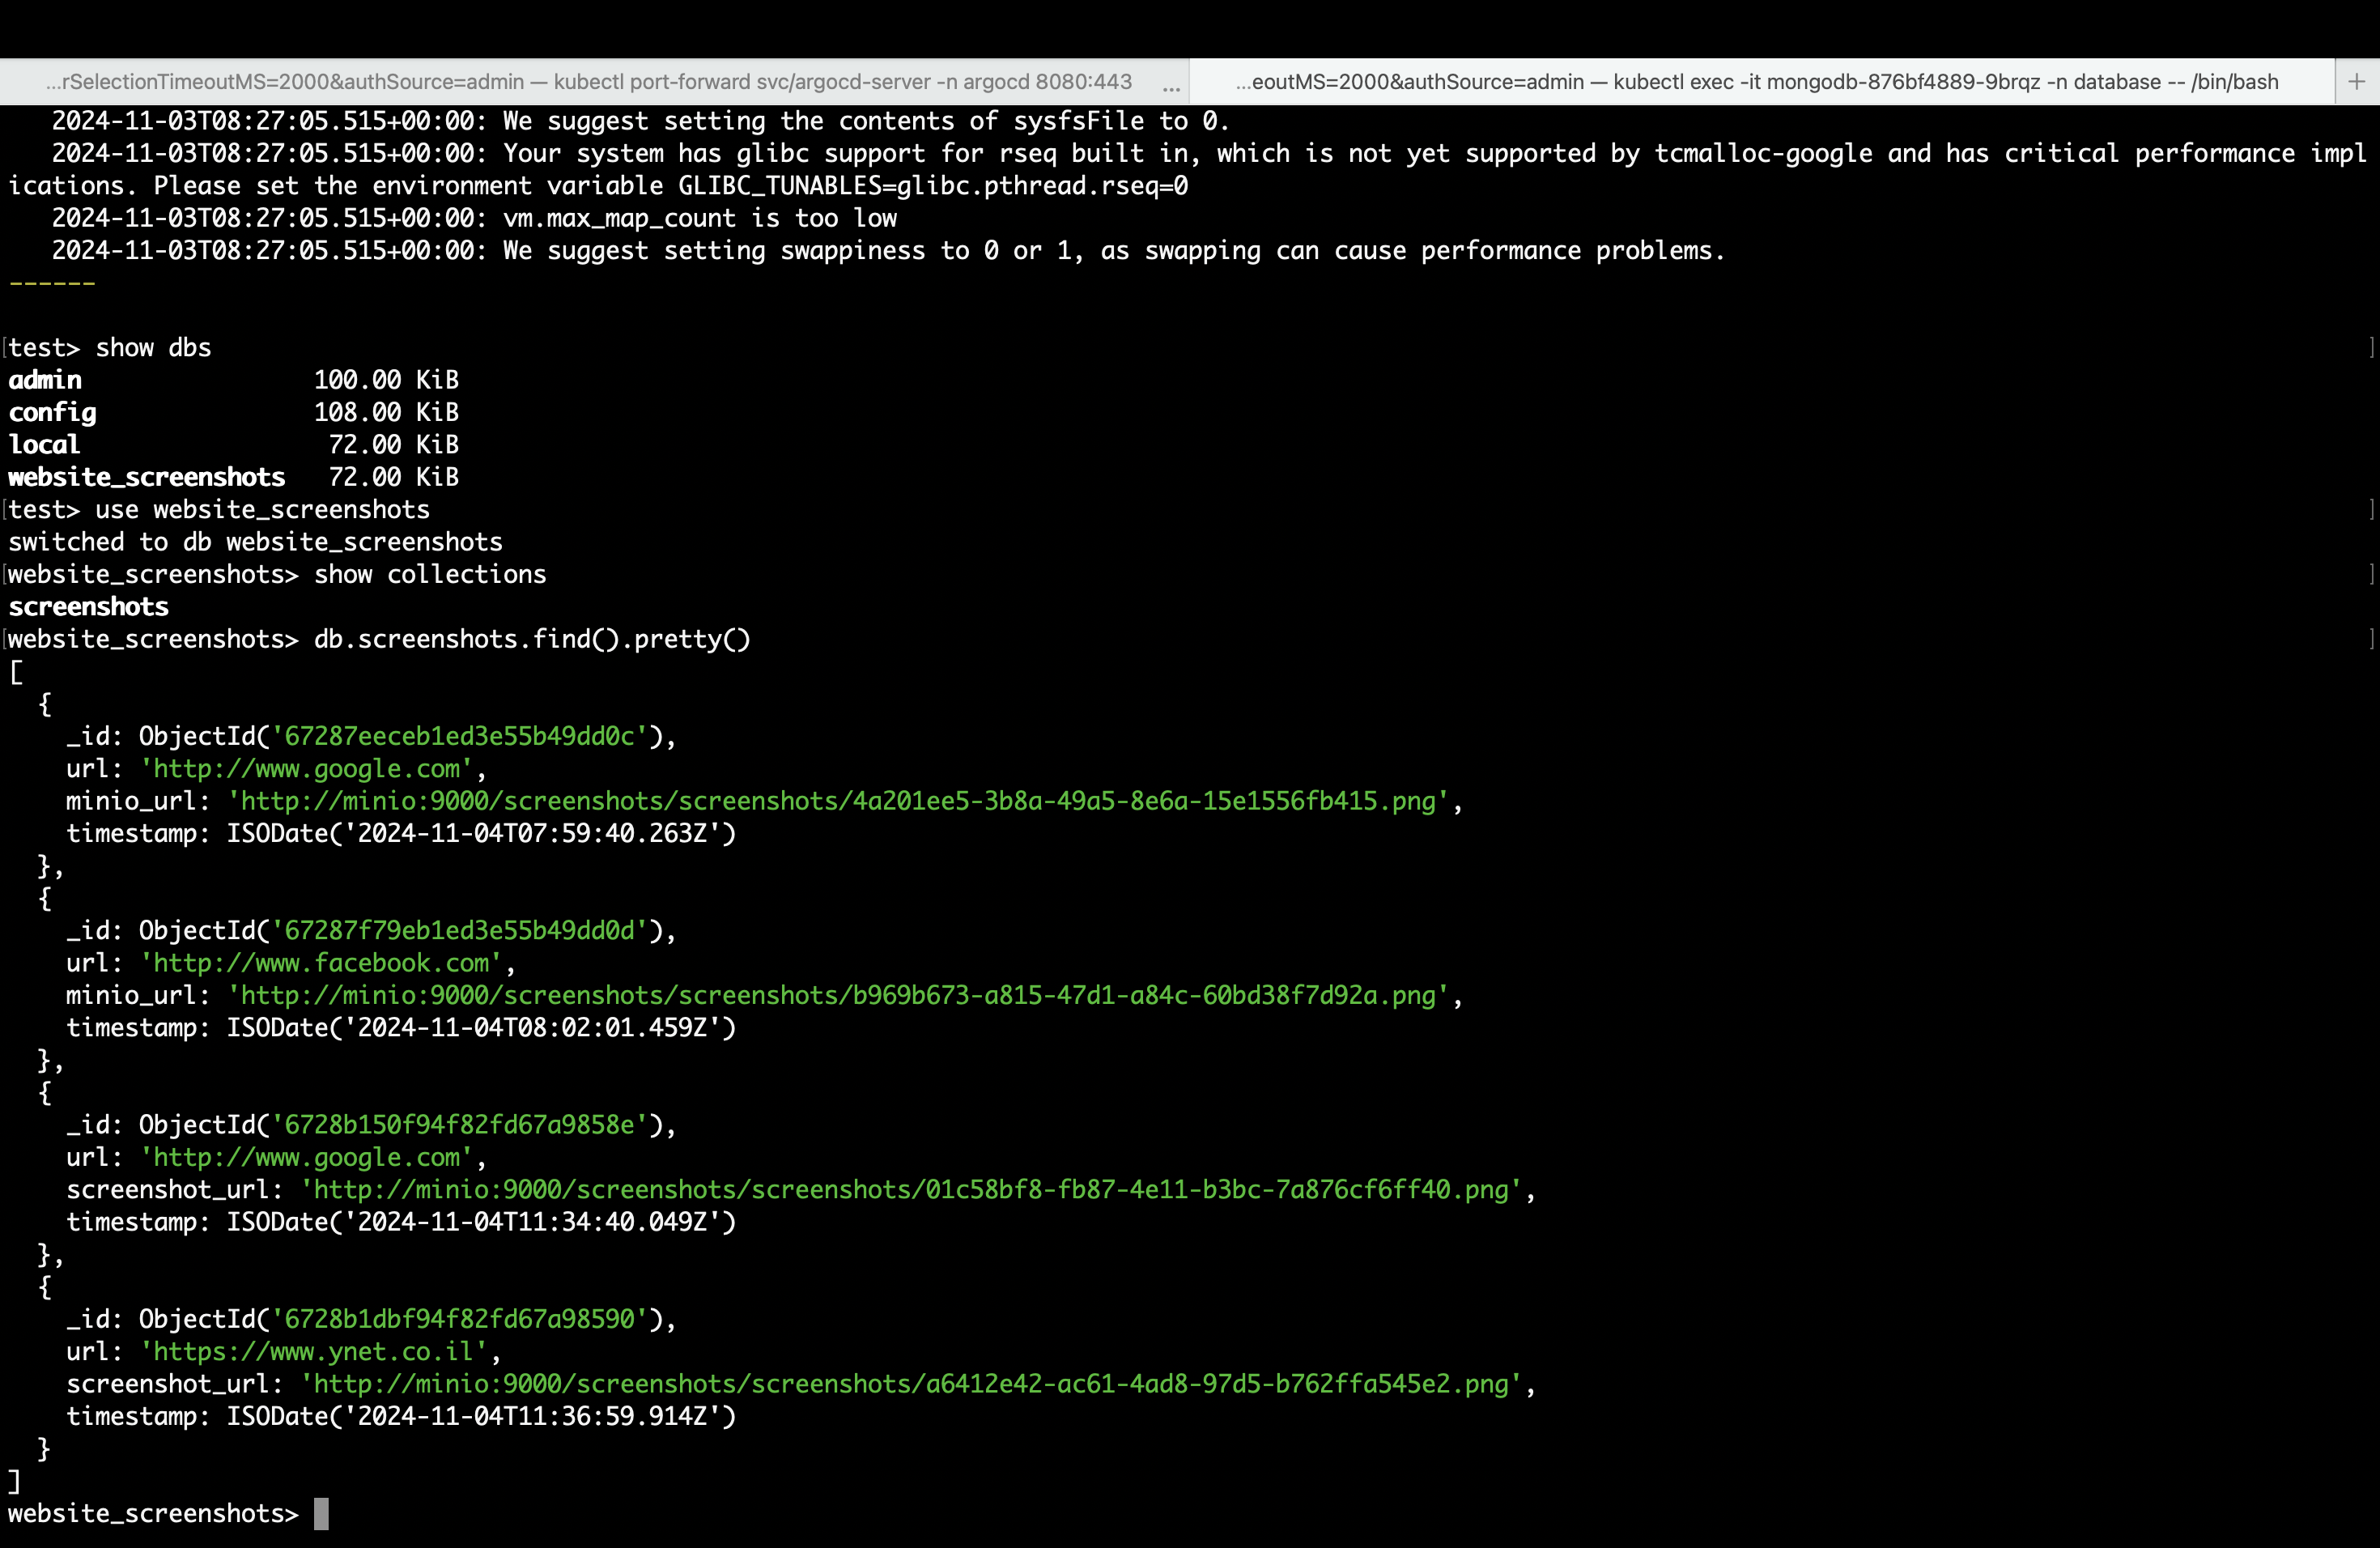 ...rSelectionTimeoutMS=2000&authSource=admin — kubectl port-forward svc/argocd-server -n argocd 8080:443 ...
...eoutMS=2000&authSource=admin — kubectl exec -it mongodb-876bf4889-9brqz -n database -- /bin/bash +
   2024-11-03T08:27:05.515+00:00: We suggest setting the contents of sysfsFile to 0.
   2024-11-03T08:27:05.515+00:00: Your system has glibc support for rseq built in, which is not yet supported by tcmalloc-google and has critical performance impl
ications. Please set the environment variable GLIBC_TUNABLES=glibc.pthread.rseq=0
   2024-11-03T08:27:05.515+00:00: vm.max_map_count is too low
   2024-11-03T08:27:05.515+00:00: We suggest setting swappiness to 0 or 1, as swapping can cause performance problems.
------
[test> show dbs ]
admin                100.00 KiB
config               108.00 KiB
local                 72.00 KiB
website_screenshots   72.00 KiB
[test> use website_screenshots ]
switched to db website_screenshots
[website_screenshots> show collections ]
screenshots
[website_screenshots> db.screenshots.find().pretty() ]
[
  {
    _id: ObjectId('67287eeceb1ed3e55b49dd0c'),
    url: 'http://www.google.com',
    minio_url: 'http://minio:9000/screenshots/screenshots/4a201ee5-3b8a-49a5-8e6a-15e1556fb415.png',
    timestamp: ISODate('2024-11-04T07:59:40.263Z')
  },
  {
    _id: ObjectId('67287f79eb1ed3e55b49dd0d'),
    url: 'http://www.facebook.com',
    minio_url: 'http://minio:9000/screenshots/screenshots/b969b673-a815-47d1-a84c-60bd38f7d92a.png',
    timestamp: ISODate('2024-11-04T08:02:01.459Z')
  },
  {
    _id: ObjectId('6728b150f94f82fd67a9858e'),
    url: 'http://www.google.com',
    screenshot_url: 'http://minio:9000/screenshots/screenshots/01c58bf8-fb87-4e11-b3bc-7a876cf6ff40.png',
    timestamp: ISODate('2024-11-04T11:34:40.049Z')
  },
  {
    _id: ObjectId('6728b1dbf94f82fd67a98590'),
    url: 'https://www.ynet.co.il',
    screenshot_url: 'http://minio:9000/screenshots/screenshots/a6412e42-ac61-4ad8-97d5-b762ffa545e2.png',
    timestamp: ISODate('2024-11-04T11:36:59.914Z')
  }
]
website_screenshots>